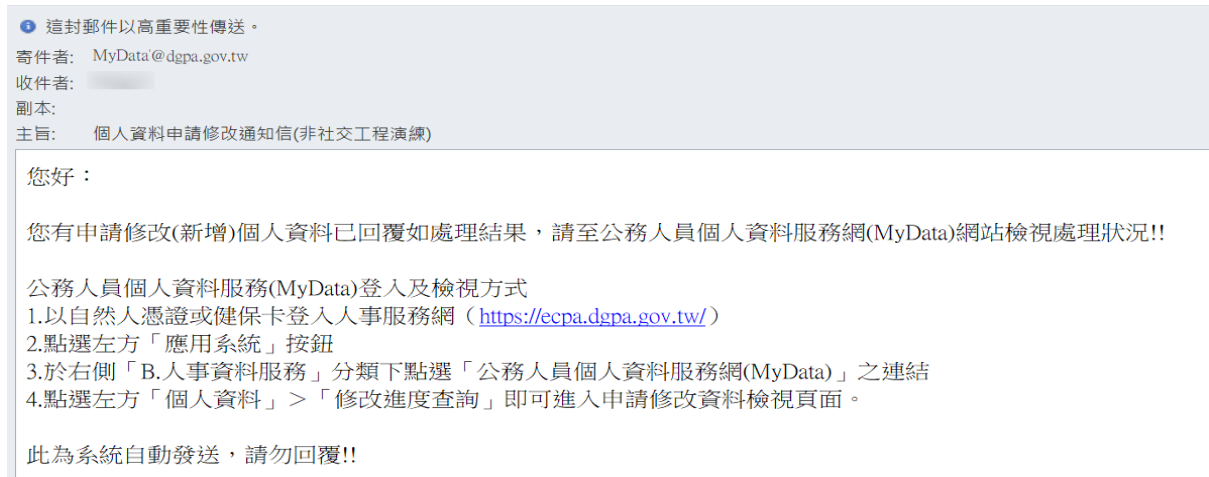 這封郵件以高重要性傳送。
寄件者: MyData'@dgpa.gov.tw
收件者:
副本:
主旨: 個人資料申請修改通知信(非社交工程演練)
您好：
您有申請修改(新增)個人資料已回覆如處理結果，請至公務人員個人資料服務網(MyData)網站檢視處理狀況!!
公務人員個人資料服務(MyData)登入及檢視方式
1.以自然人憑證或健保卡登入人事服務網（https://ecpa.dgpa.gov.tw/）
2.點選左方「應用系統」按鈕
3.於右側「B.人事資料服務」分類下點選「公務人員個人資料服務網(MyData)」之連結
4.點選左方「個人資料」＞「修改進度查詢」即可進入申請修改資料檢視頁面。
此為系統自動發送，請勿回覆!!